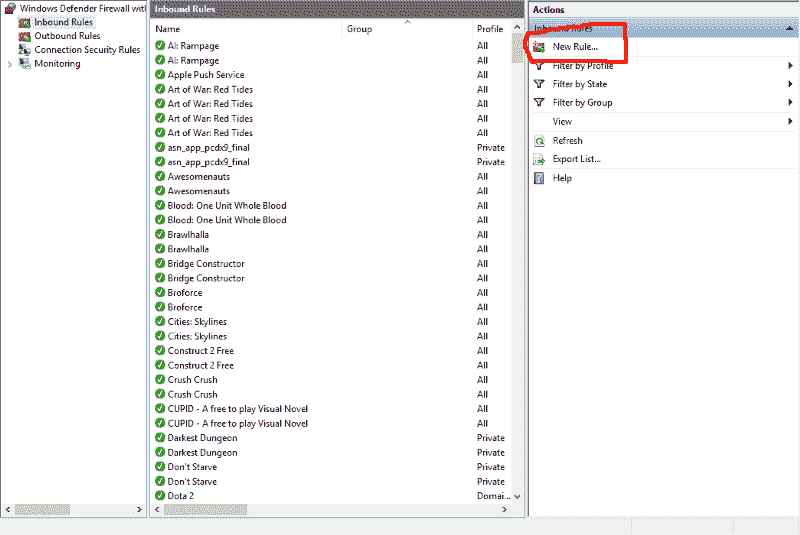 Windows Defender Firewall witl
Inbound Rules
Outbound Rules
Connection Security Rules
Monitoring
Inbound Rules
Name Group Profile
AI: Rampage All
AI: Rampage All
Apple Push Service All
Art of War: Red Tides All
Art of War: Red Tides All
Art of War: Red Tides All
Art of War: Red Tides All
asn_app_pcdx9_final Private
asn_app_pcdx9_final Private
Awesomenauts All
Awesomenauts All
Blood: One Unit Whole Blood All
Blood: One Unit Whole Blood All
Brawlhalla All
Brawlhalla All
Bridge Constructor All
Bridge Constructor All
Broforce All
Broforce All
Cities: Skylines All
Cities: Skylines All
Construct 2 Free All
Construct 2 Free All
Crush Crush All
Crush Crush All
CUPID - A free to play Visual Novel All
CUPID - A free to play Visual Novel All
Darkest Dungeon Private
Darkest Dungeon Private
Don't Starve Private
Don't Starve Private
Dota 2 Domai...
Actions
Inbound Rules
New Rule...
Filter by Profile
Filter by State
Filter by Group
View
Refresh
Export List...
Help